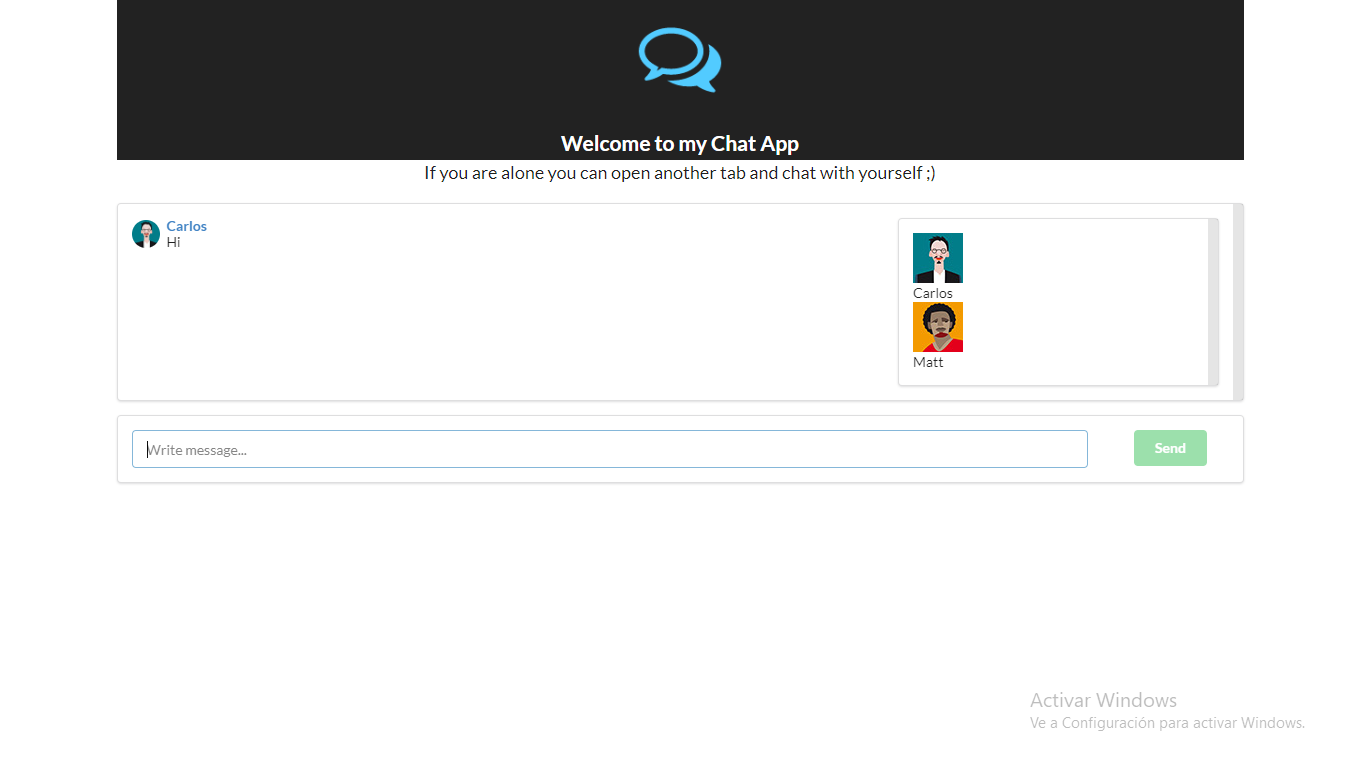 Welcome to my Chat App
If you are alone you can open another tab and chat with yourself ;)
Carlos
Hi
Carlos
Matt
Write message...
Send
Activar Windows
Ve a Configuración para activar Windows.